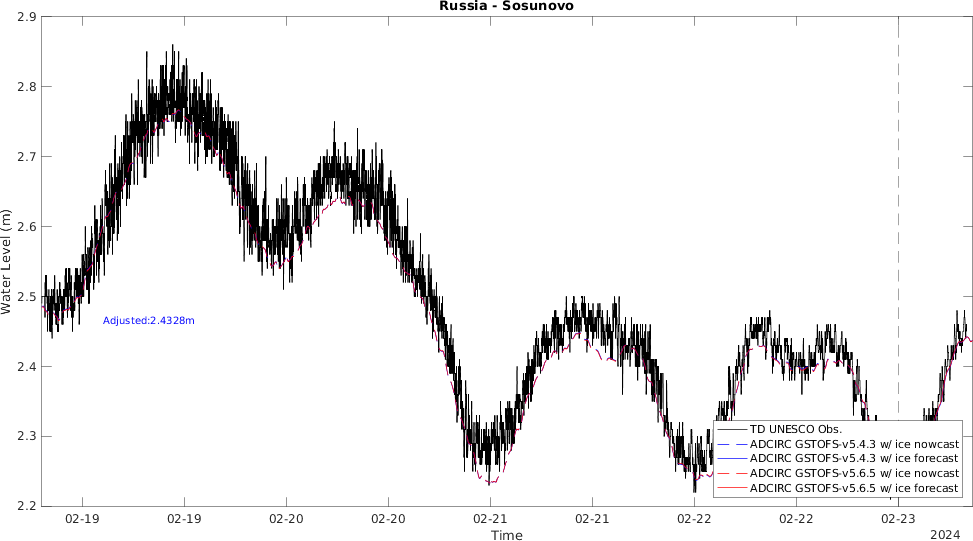 Russia - Sosunovo
2.9
2.8
2.7
2.6
2.5
2.4
2.3
2.2
Water Level (m)
Adjusted:2.4328m
TD UNESCO Obs.
ADCIRC GSTOFS-v5.4.3 w/ ice nowcast
ADCIRC GSTOFS-v5.4.3 w/ ice forecast
ADCIRC GSTOFS-v5.6.5 w/ ice nowcast
ADCIRC GSTOFS-v5.6.5 w/ ice forecast
02-19 02-19 02-20 02-20 02-21 02-21 02-22 02-22 02-23
Time
2024